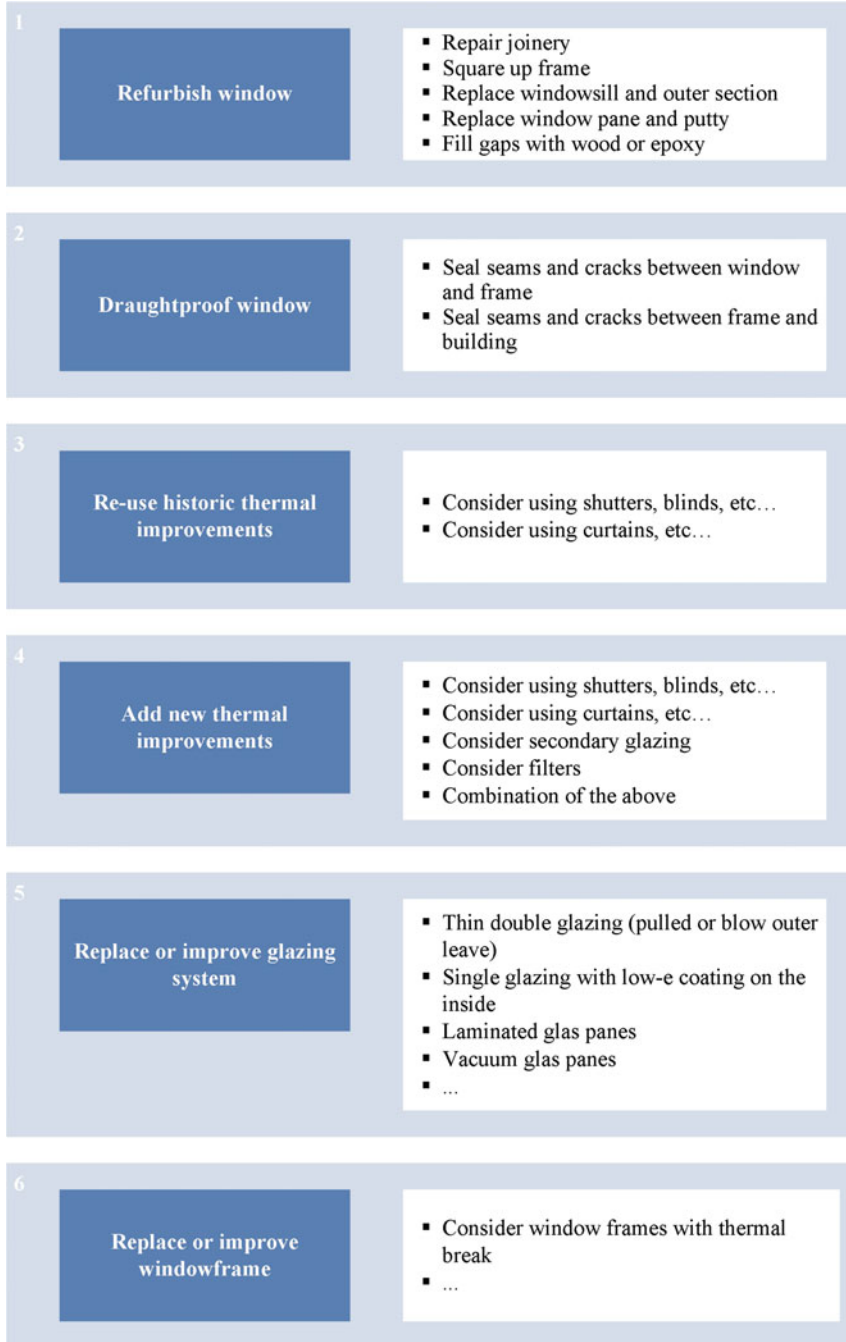 1
Refurbish window
▪ Repair joinery
▪ Square up frame
▪ Replace windowsill and outer section
▪ Replace window pane and putty
▪ Fill gaps with wood or epoxy
2
Draughtproof window
▪ Seal seams and cracks between window
and frame
▪ Seal seams and cracks between frame and
building
3
Re-use historic thermal
improvements
▪ Consider using shutters, blinds, etc…
▪ Consider using curtains, etc…
4
Add new thermal
improvements
▪ Consider using shutters, blinds, etc…
▪ Consider using curtains, etc…
▪ Consider secondary glazing
▪ Consider filters
▪ Combination of the above
5
Replace or improve glazing
system
▪ Thin double glazing (pulled or blow outer
leave)
▪ Single glazing with low-e coating on the
inside
▪ Laminated glas panes
▪ Vacuum glas panes
▪ ...
6
Replace or improve
windowframe
▪ Consider window frames with thermal
break
▪ ...